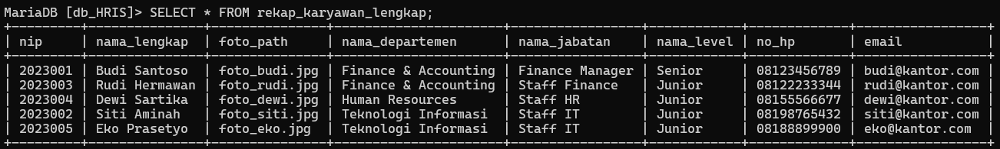 MariaDB [db_HRIS]> SELECT * FROM rekap_karyawan_lengkap;
+---------+---------------+---------------+----------------------+-----------------+------------+-------------+-----------------+
| nip     | nama_lengkap  | foto_path     | nama_departemen      | nama_jabatan    | nama_level | no_hp       | email           |
+---------+---------------+---------------+----------------------+-----------------+------------+-------------+-----------------+
| 2023001 | Budi Santoso  | foto_budi.jpg | Finance & Accounting | Finance Manager | Senior     | 08123456789 | budi@kantor.com |
| 2023003 | Rudi Hermawan | foto_rudi.jpg | Finance & Accounting | Staff Finance   | Junior     | 08122233344 | rudi@kantor.com |
| 2023004 | Dewi Sartika  | foto_dewi.jpg | Human Resources      | Staff HR        | Junior     | 08155566677 | dewi@kantor.com |
| 2023002 | Siti Aminah   | foto_siti.jpg | Teknologi Informasi  | Staff IT        | Junior     | 08198765432 | siti@kantor.com |
| 2023005 | Eko Prasetyo  | foto_eko.jpg  | Teknologi Informasi  | Staff IT        | Junior     | 08188899900 | eko@kantor.com  |
+---------+---------------+---------------+----------------------+-----------------+------------+-------------+-----------------+